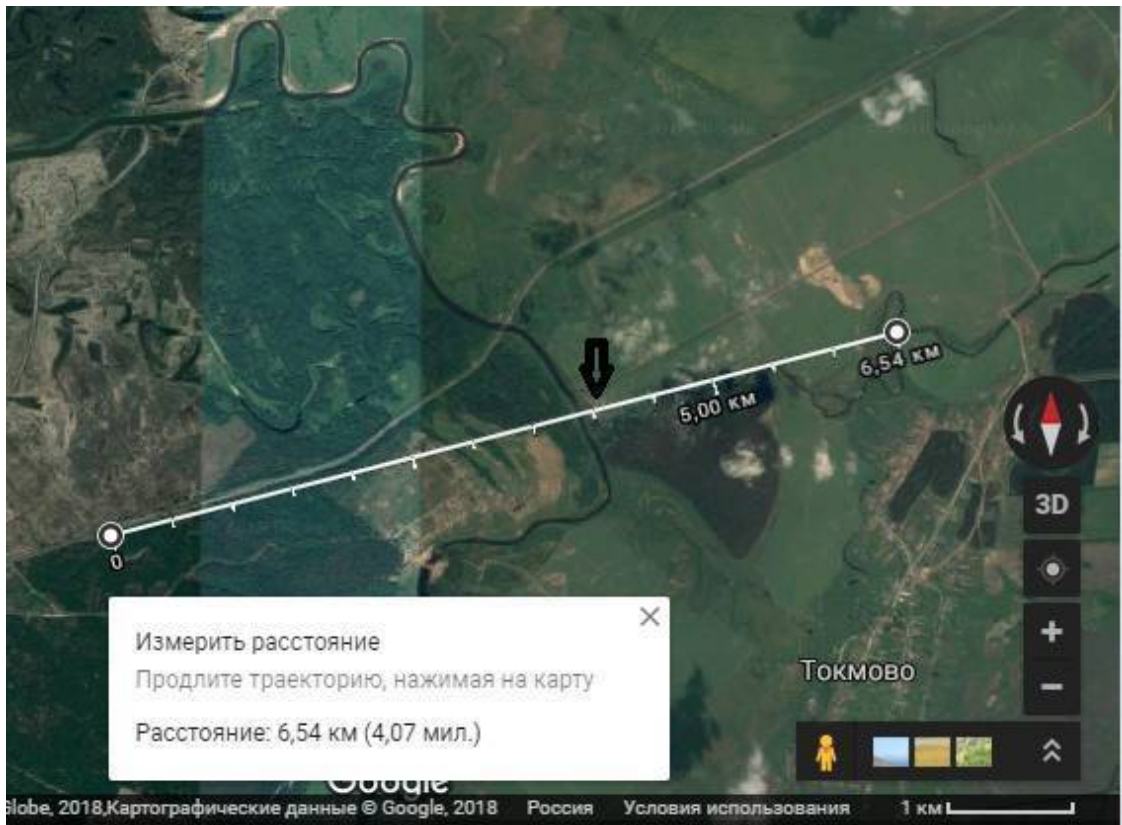 6,54 км
5,00 км
0
3D
Измерить расстояние
Продлите траекторию, нажимая на карту
Расстояние: 6,54 км (4,07 мил.)
Токмово
Google
Globe, 2018,Картографические данные © Google, 2018 Россия Условия использования 1 км